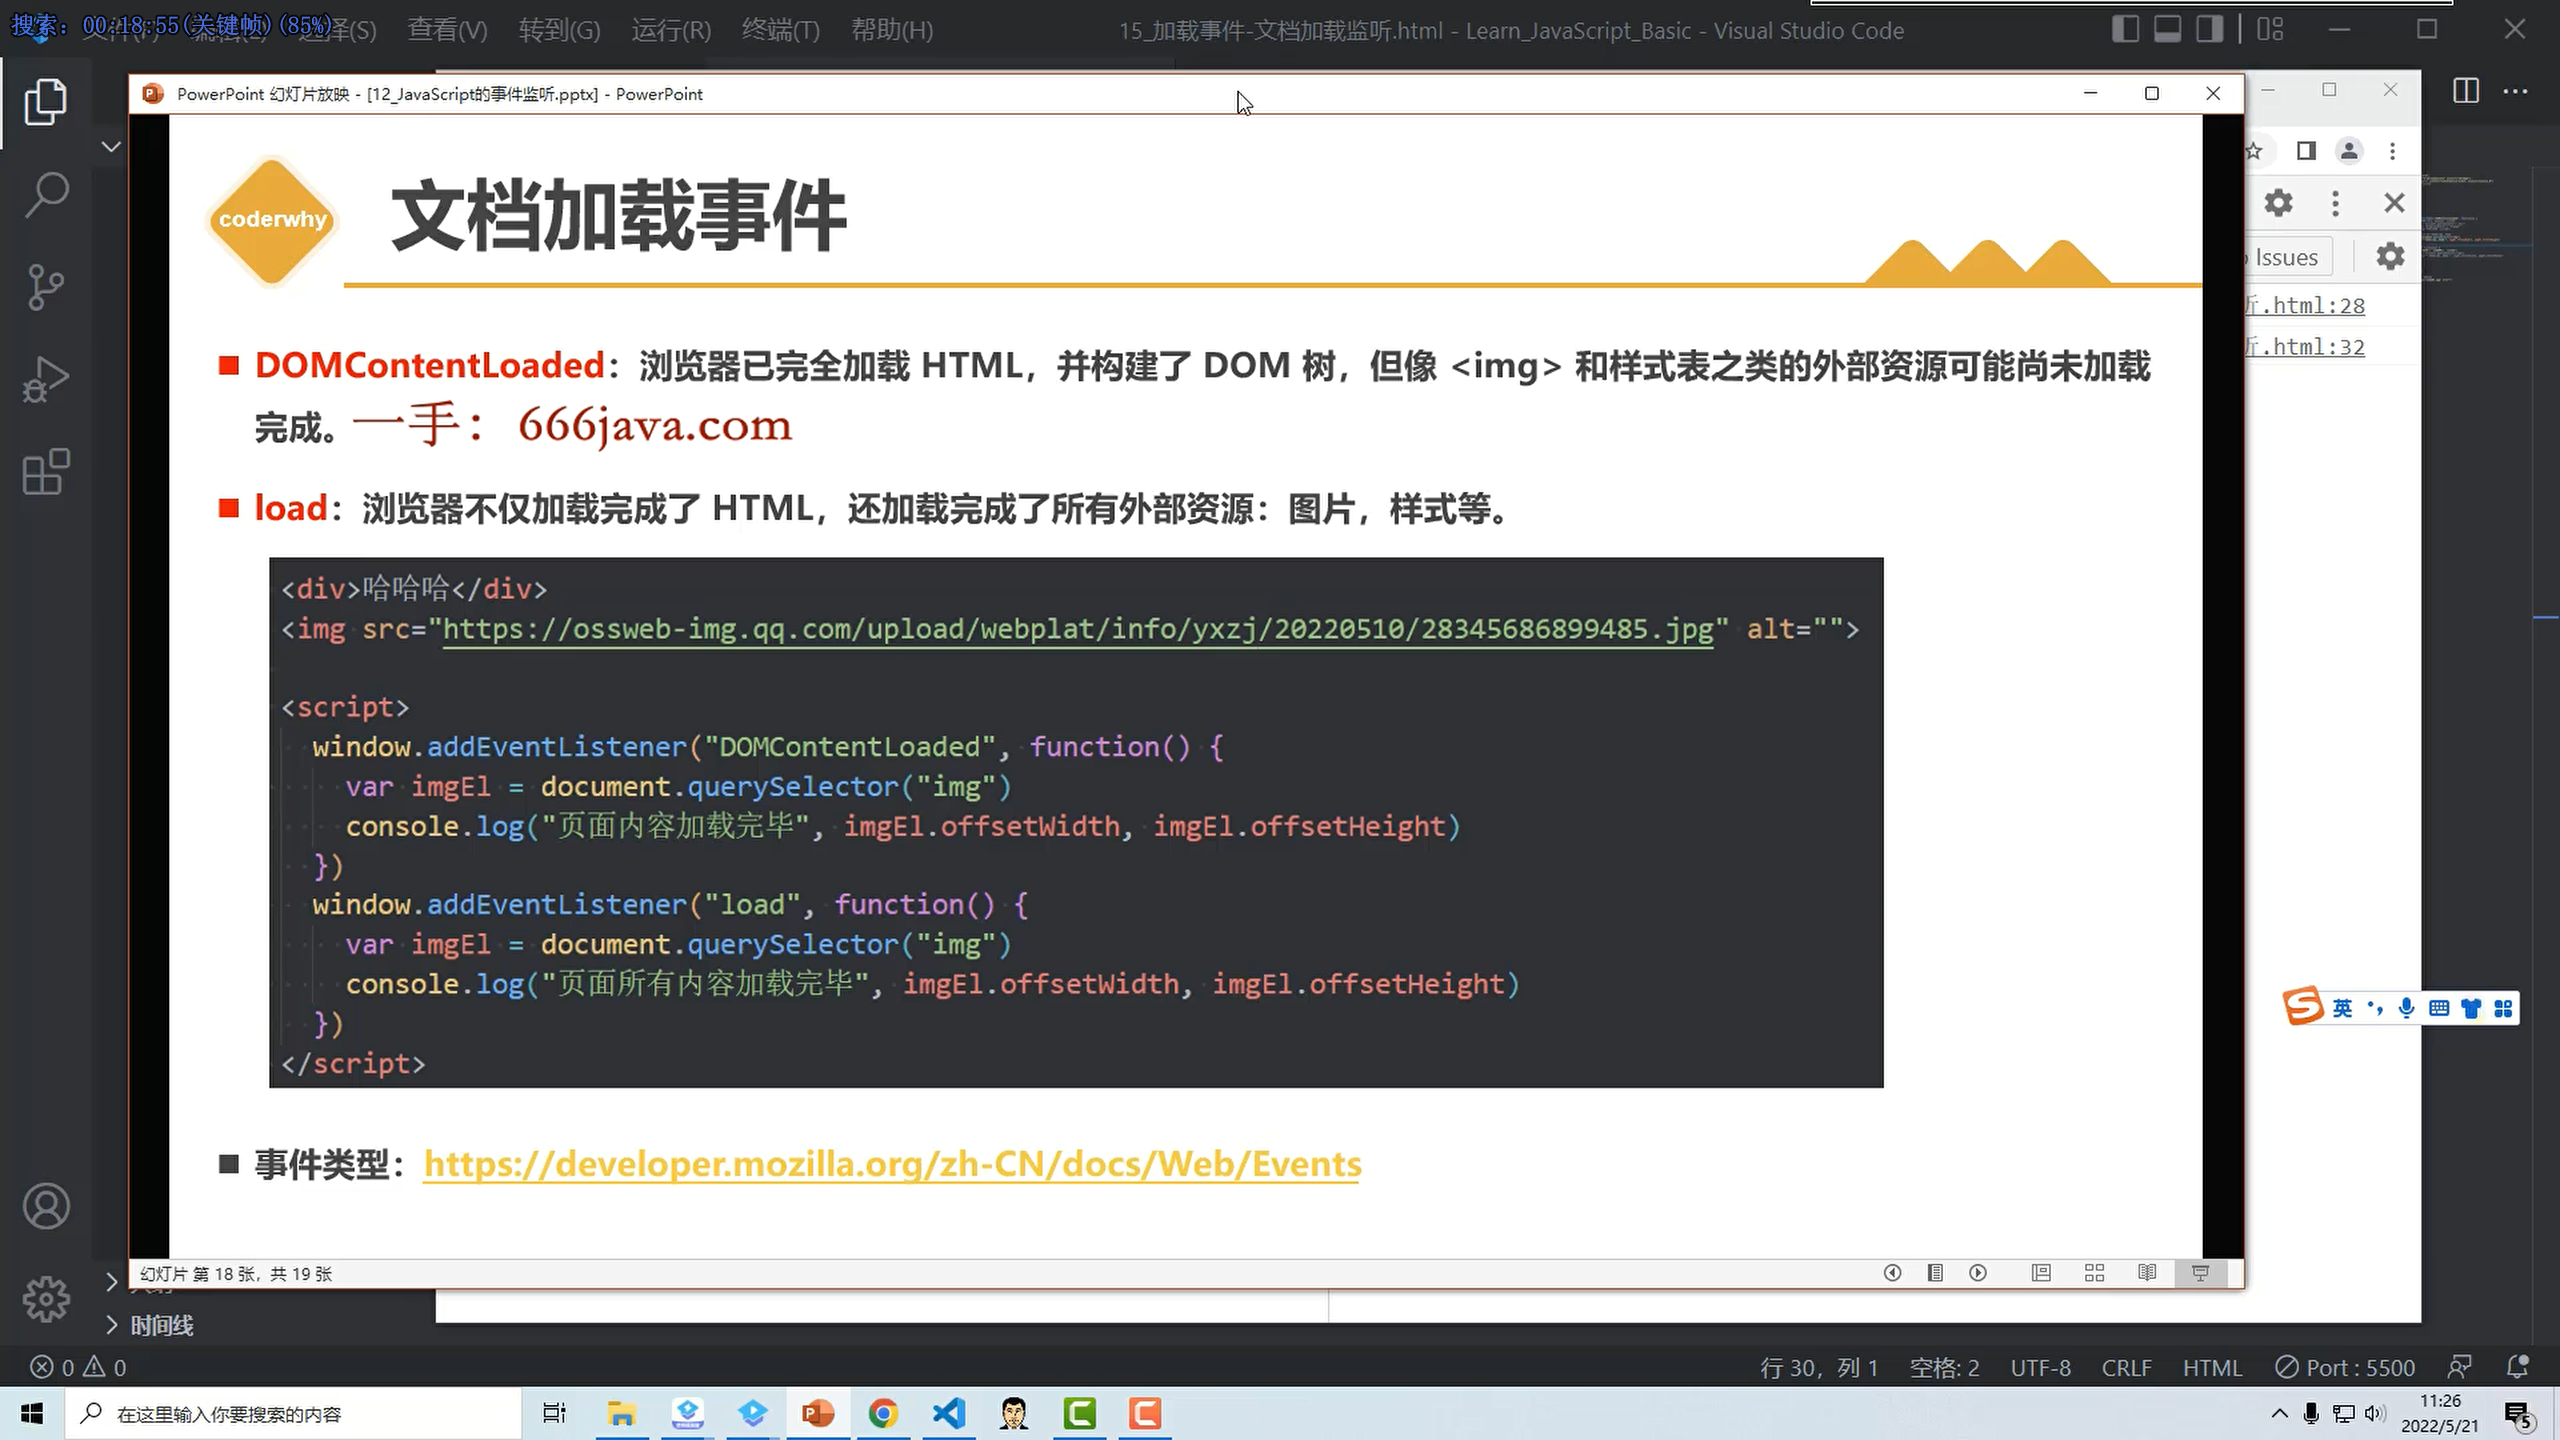 搜索: 00:18:55(关键帧)(85%)
查看(V) 转到(G) 运行(R) 终端(T) 帮助(H)
15_加载事件-文档加载监听.html - Learn_JavaScript_Basic - Visual Studio Code
PowerPoint 幻灯片放映 - [12_JavaScript的事件监听.pptx] - PowerPoint
coderwhy
文档加载事件
Issues
.html:28
.html:32
DOMContentLoaded：浏览器已完全加载 HTML，并构建了 DOM 树，但像 <img> 和样式表之类的外部资源可能尚未加载
完成。
一手： 666java.com
load：浏览器不仅加载完成了 HTML，还加载完成了所有外部资源：图片，样式等。
<div>哈哈哈</div>
<img src="https://ossweb-img.qq.com/upload/webplat/info/yxzj/20220510/28345686899485.jpg" alt="">
<script>
window.addEventListener("DOMContentLoaded", function() {
var imgEl = document.querySelector("img")
console.log("页面内容加载完毕", imgEl.offsetWidth, imgEl.offsetHeight)
})
window.addEventListener("load", function() {
var imgEl = document.querySelector("img")
console.log("页面所有内容加载完毕", imgEl.offsetWidth, imgEl.offsetHeight)
})
</script>
英
事件类型：https://developer.mozilla.org/zh-CN/docs/Web/Events
幻灯片 第 18 张，共 19 张
时间线
0 0
行 30，列 1 空格: 2 UTF-8 CRLF HTML Port : 5500
在这里输入你要搜索的内容
11:26
2022/5/21
5